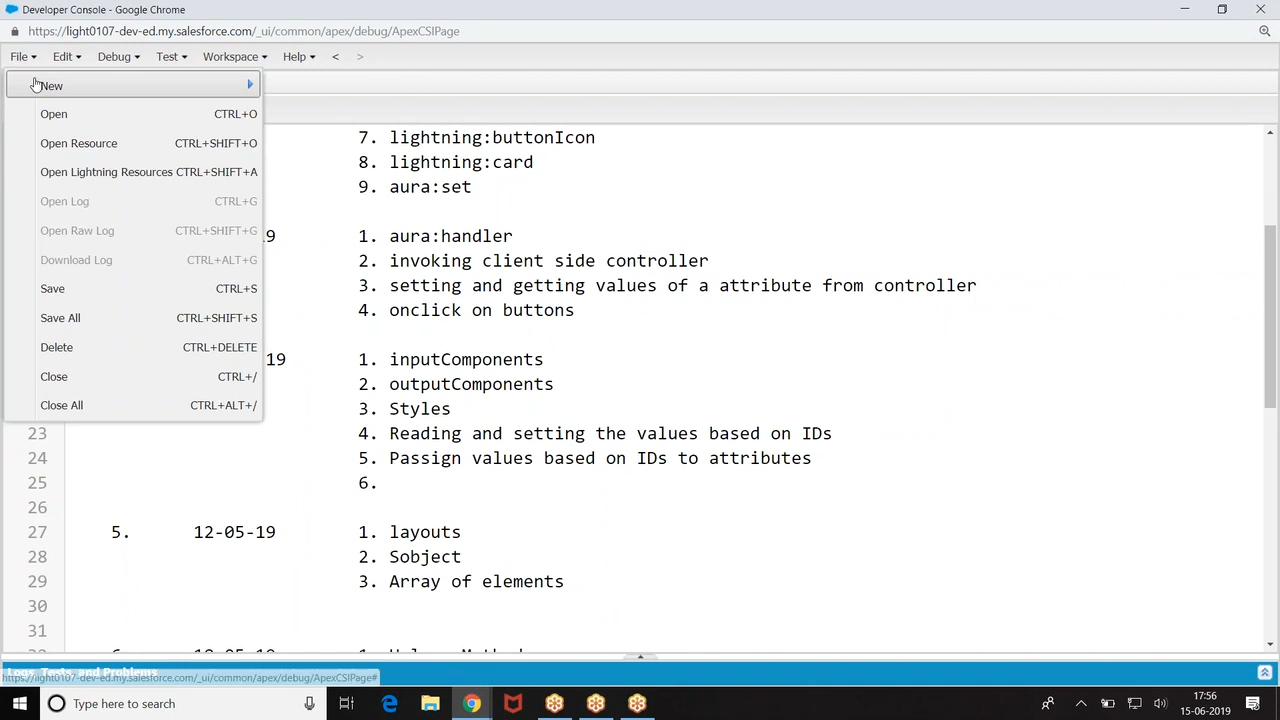 Developer Console - Google Chrome
https://light0107-dev-ed.my.salesforce.com/_ui/common/apex/debug/ApexCSIPage
File Edit Debug Test Workspace Help < >
New
Open CTRL+O
Open Resource CTRL+SHIFT+O
Open Lightning Resources CTRL+SHIFT+A
Open Log CTRL+G
Open Raw Log CTRL+SHIFT+G
Download Log CTRL+ALT+G
Save CTRL+S
Save All CTRL+SHIFT+S
Delete CTRL+DELETE
Close CTRL+/
Close All CTRL+ALT+/
7. lightning:buttonIcon
8. lightning:card
9. aura:set
9 1. aura:handler
2. invoking client side controller
3. setting and getting values of a attribute from controller
4. onclick on buttons
19 1. inputComponents
2. outputComponents
3. Styles
23 4. Reading and setting the values based on IDs
24 5. Passign values based on IDs to attributes
25 6.
26
27 5. 12-05-19 1. layouts
28 2. Sobject
29 3. Array of elements
30
31
Logs, Tests, and Problems
https://light0107-dev-ed.my.salesforce.com/_ui/common/apex/debug/ApexCSIPage#
Type here to search
17:56
15-06-2019